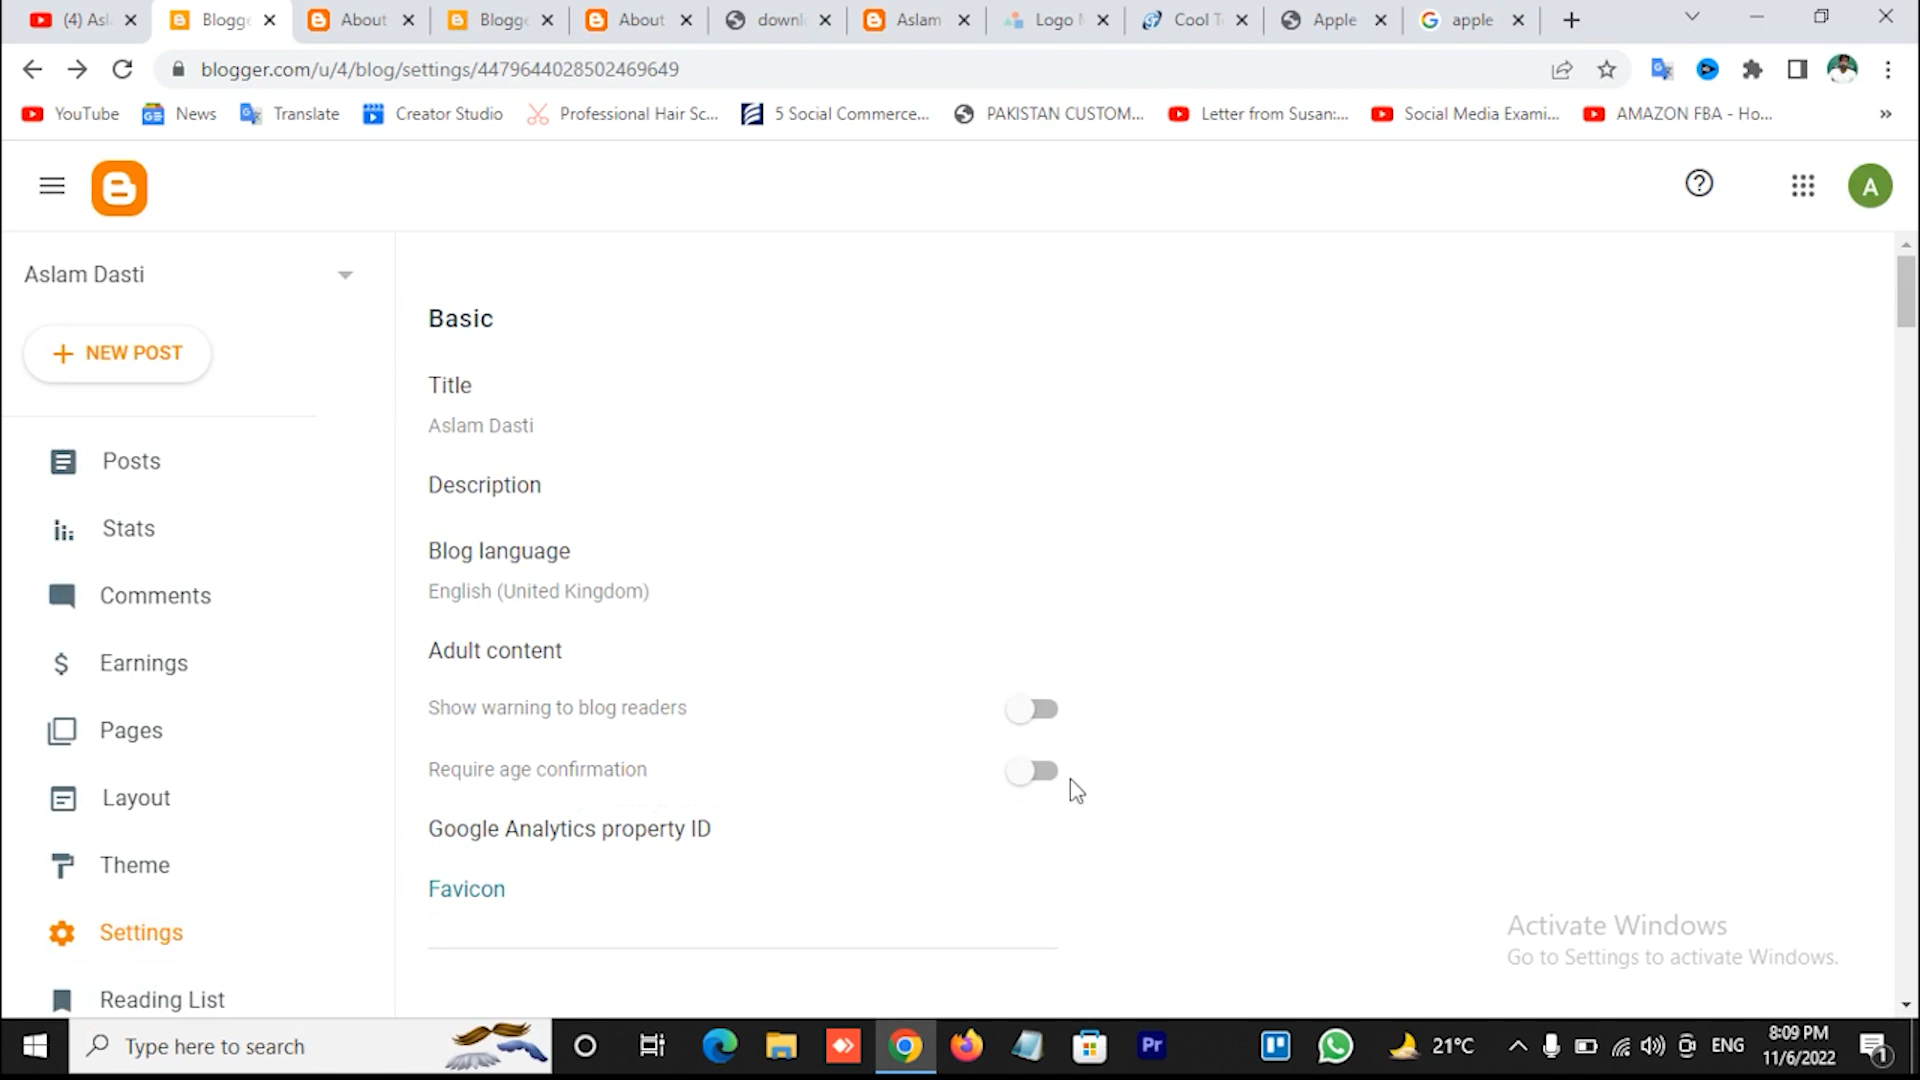 (4) Asl
Blogge
About
Blogge
About
downl
Aslam
Logo
Cool T
Apple
apple
blogger.com/u/4/blog/settings/4479644028502469649
YouTube
News
Translate
Creator Studio
Professional Hair Sc...
5 Social Commerce...
PAKISTAN CUSTOM...
Letter from Susan:...
Social Media Exami...
AMAZON FBA - Ho...
A
Aslam Dasti
NEW POST
Posts
Stats
Comments
Earnings
Pages
Layout
Theme
Settings
Reading List
Basic
Title
Aslam Dasti
Description
Blog language
English (United Kingdom)
Adult content
Show warning to blog readers
Require age confirmation
Google Analytics property ID
Favicon
Activate Windows
Go to Settings to activate Windows.
Type here to search
Pr
21°C
ENG
8:09 PM
11/6/2022
1